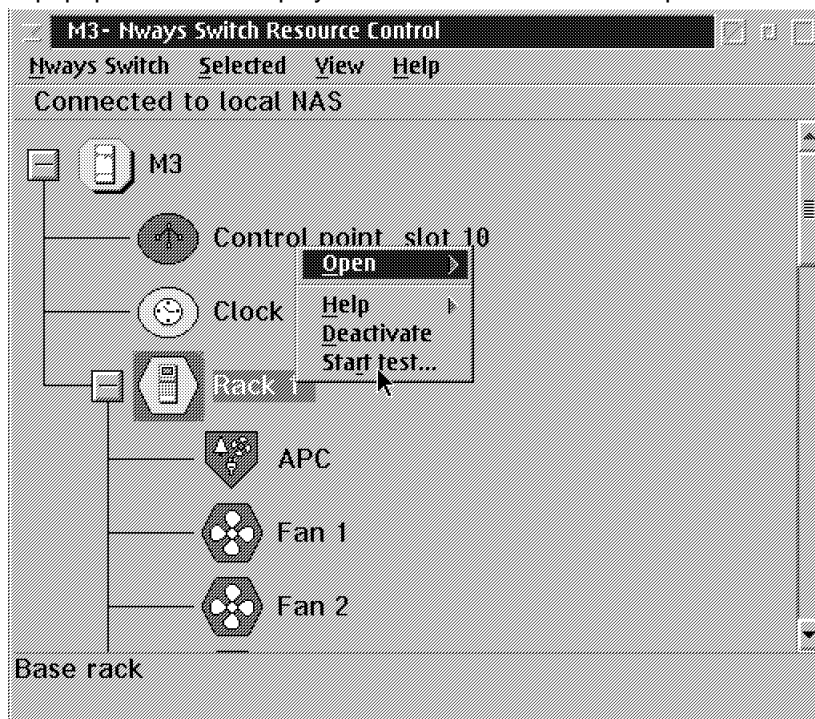 M3- Nways Switch Resource Control
Nways Switch Selected View Help
Connected to local NAS
M3
Control point slot 10
Open
Clock
Help
Deactivate
Start test...
Rack 1
APC
Fan 1
Fan 2
Base rack